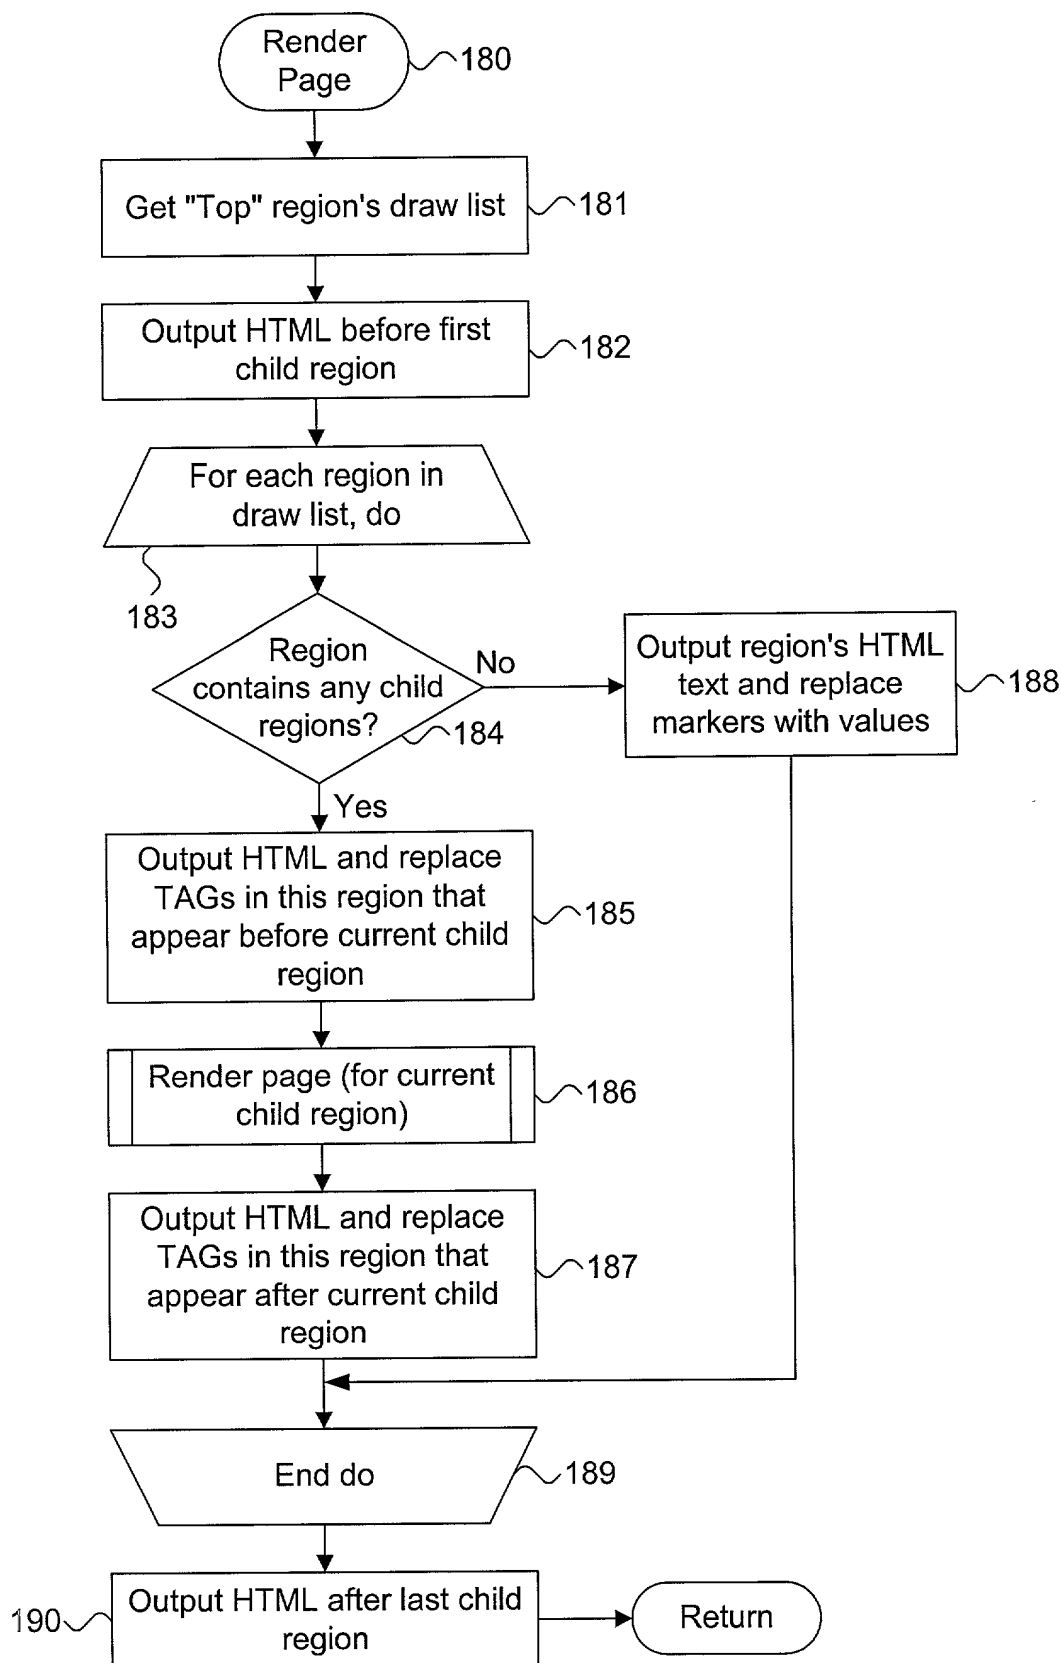 Render
Page
180
Get "Top" region's draw list
181
Output HTML before first
child region
182
For each region in
draw list, do
183
Region
contains any child
regions?
184
No
Output region's HTML
text and replace
markers with values
188
Yes
Output HTML and replace
TAGs in this region that
appear before current child
region
185
Render page (for current
child region)
186
Output HTML and replace
TAGs in this region that
appear after current child
region
187
End do
189
Output HTML after last child
region
190
Return